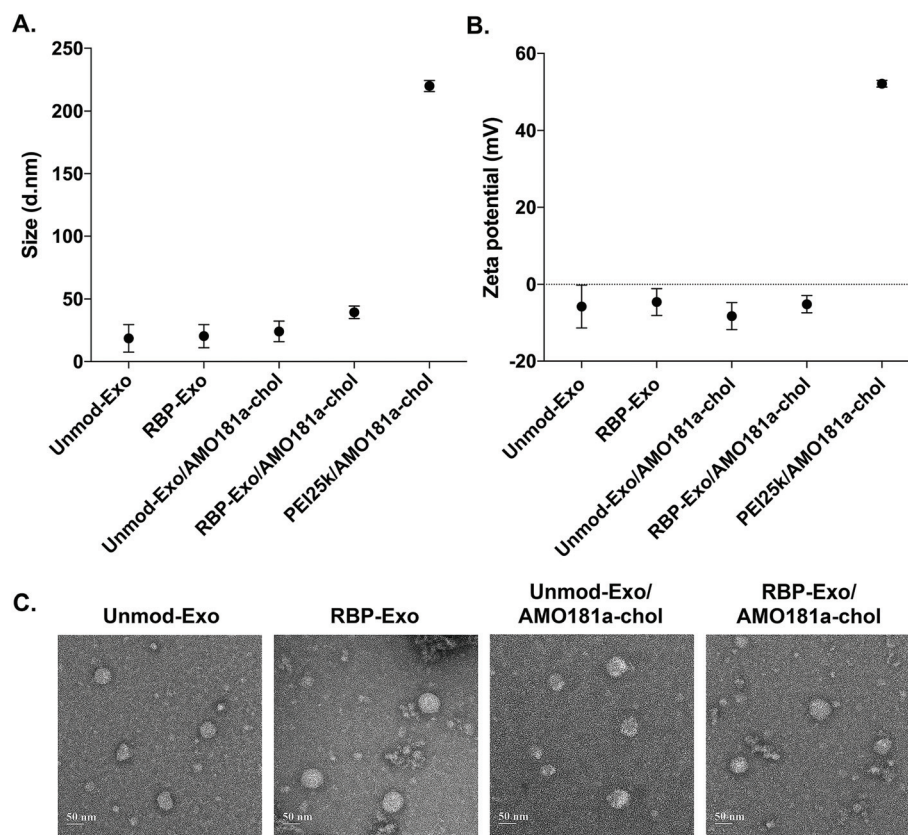 A.
250
200
150
100
50
0
Size (d.nm)
Unmod-Exo
RBP-Exo
Unmod-Exo/AMO181a-chol
RBP-Exo/AMO181a-chol
PEI25k/AMO181a-chol
B.
60
40
20
0
-20
Zeta potential (mV)
Unmod-Exo
RBP-Exo
Unmod-Exo/AMO181a-chol
RBP-Exo/AMO181a-chol
PEI25k/AMO181a-chol
C.
Unmod-Exo
RBP-Exo
Unmod-Exo/
AMO181a-chol
RBP-Exo/
AMO181a-chol
50 nm
50 nm
50 nm
50 nm